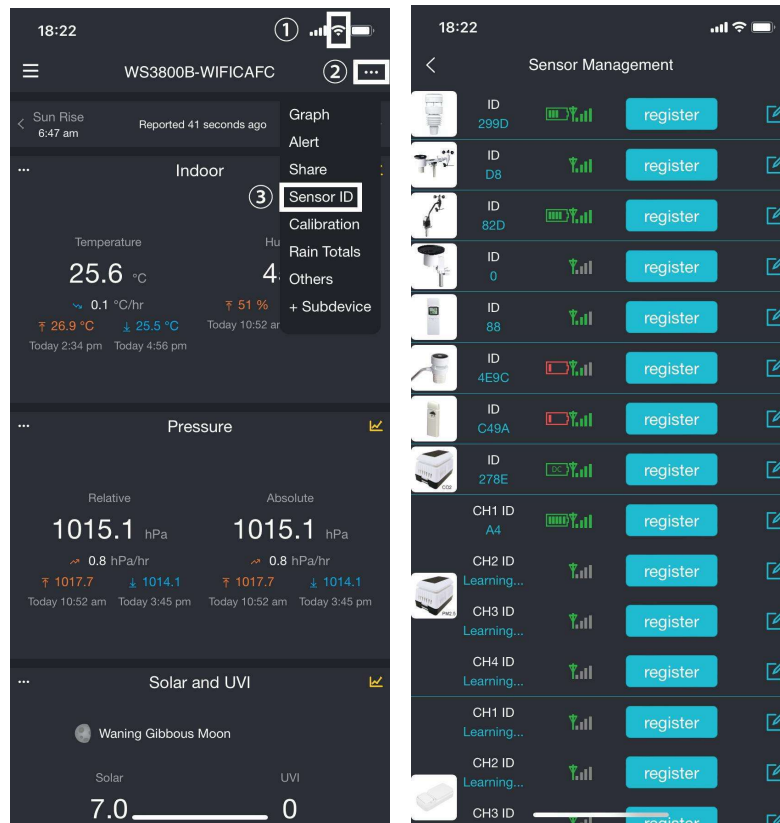 18:22
①
WS3800B-WIFICAFC
②
Sun Rise
6:47 am
Reported 41 seconds ago
Graph
Alert
Share
③
Sensor ID
Calibration
Rain Totals
Others
+ Subdevice
Indoor
Temperature
25.6 °C
0.1 °C/hr
26.9 °C
25.5 °C
Today 2:34 pm
Today 4:56 pm
Hu
4
51 %
Today 10:52 am
Pressure
Relative
Absolute
1015.1 hPa
1015.1 hPa
0.8 hPa/hr
0.8 hPa/hr
1017.7
1014.1
1017.7
1014.1
Today 10:52 am
Today 3:45 pm
Today 10:52 am
Today 3:45 pm
Solar and UVI
Waning Gibbous Moon
Solar
UVI
7.0
0
18:22
Sensor Management
ID
299D
register
ID
D8
register
ID
82D
register
ID
0
register
ID
88
register
ID
4E9C
register
ID
C49A
register
CO2
ID
278E
DC
register
CH1 ID
A4
register
CH2 ID
Learning...
register
PM2.5
CH3 ID
Learning...
register
CH4 ID
Learning...
register
CH1 ID
Learning...
register
CH2 ID
Learning...
register
CH3 ID
register